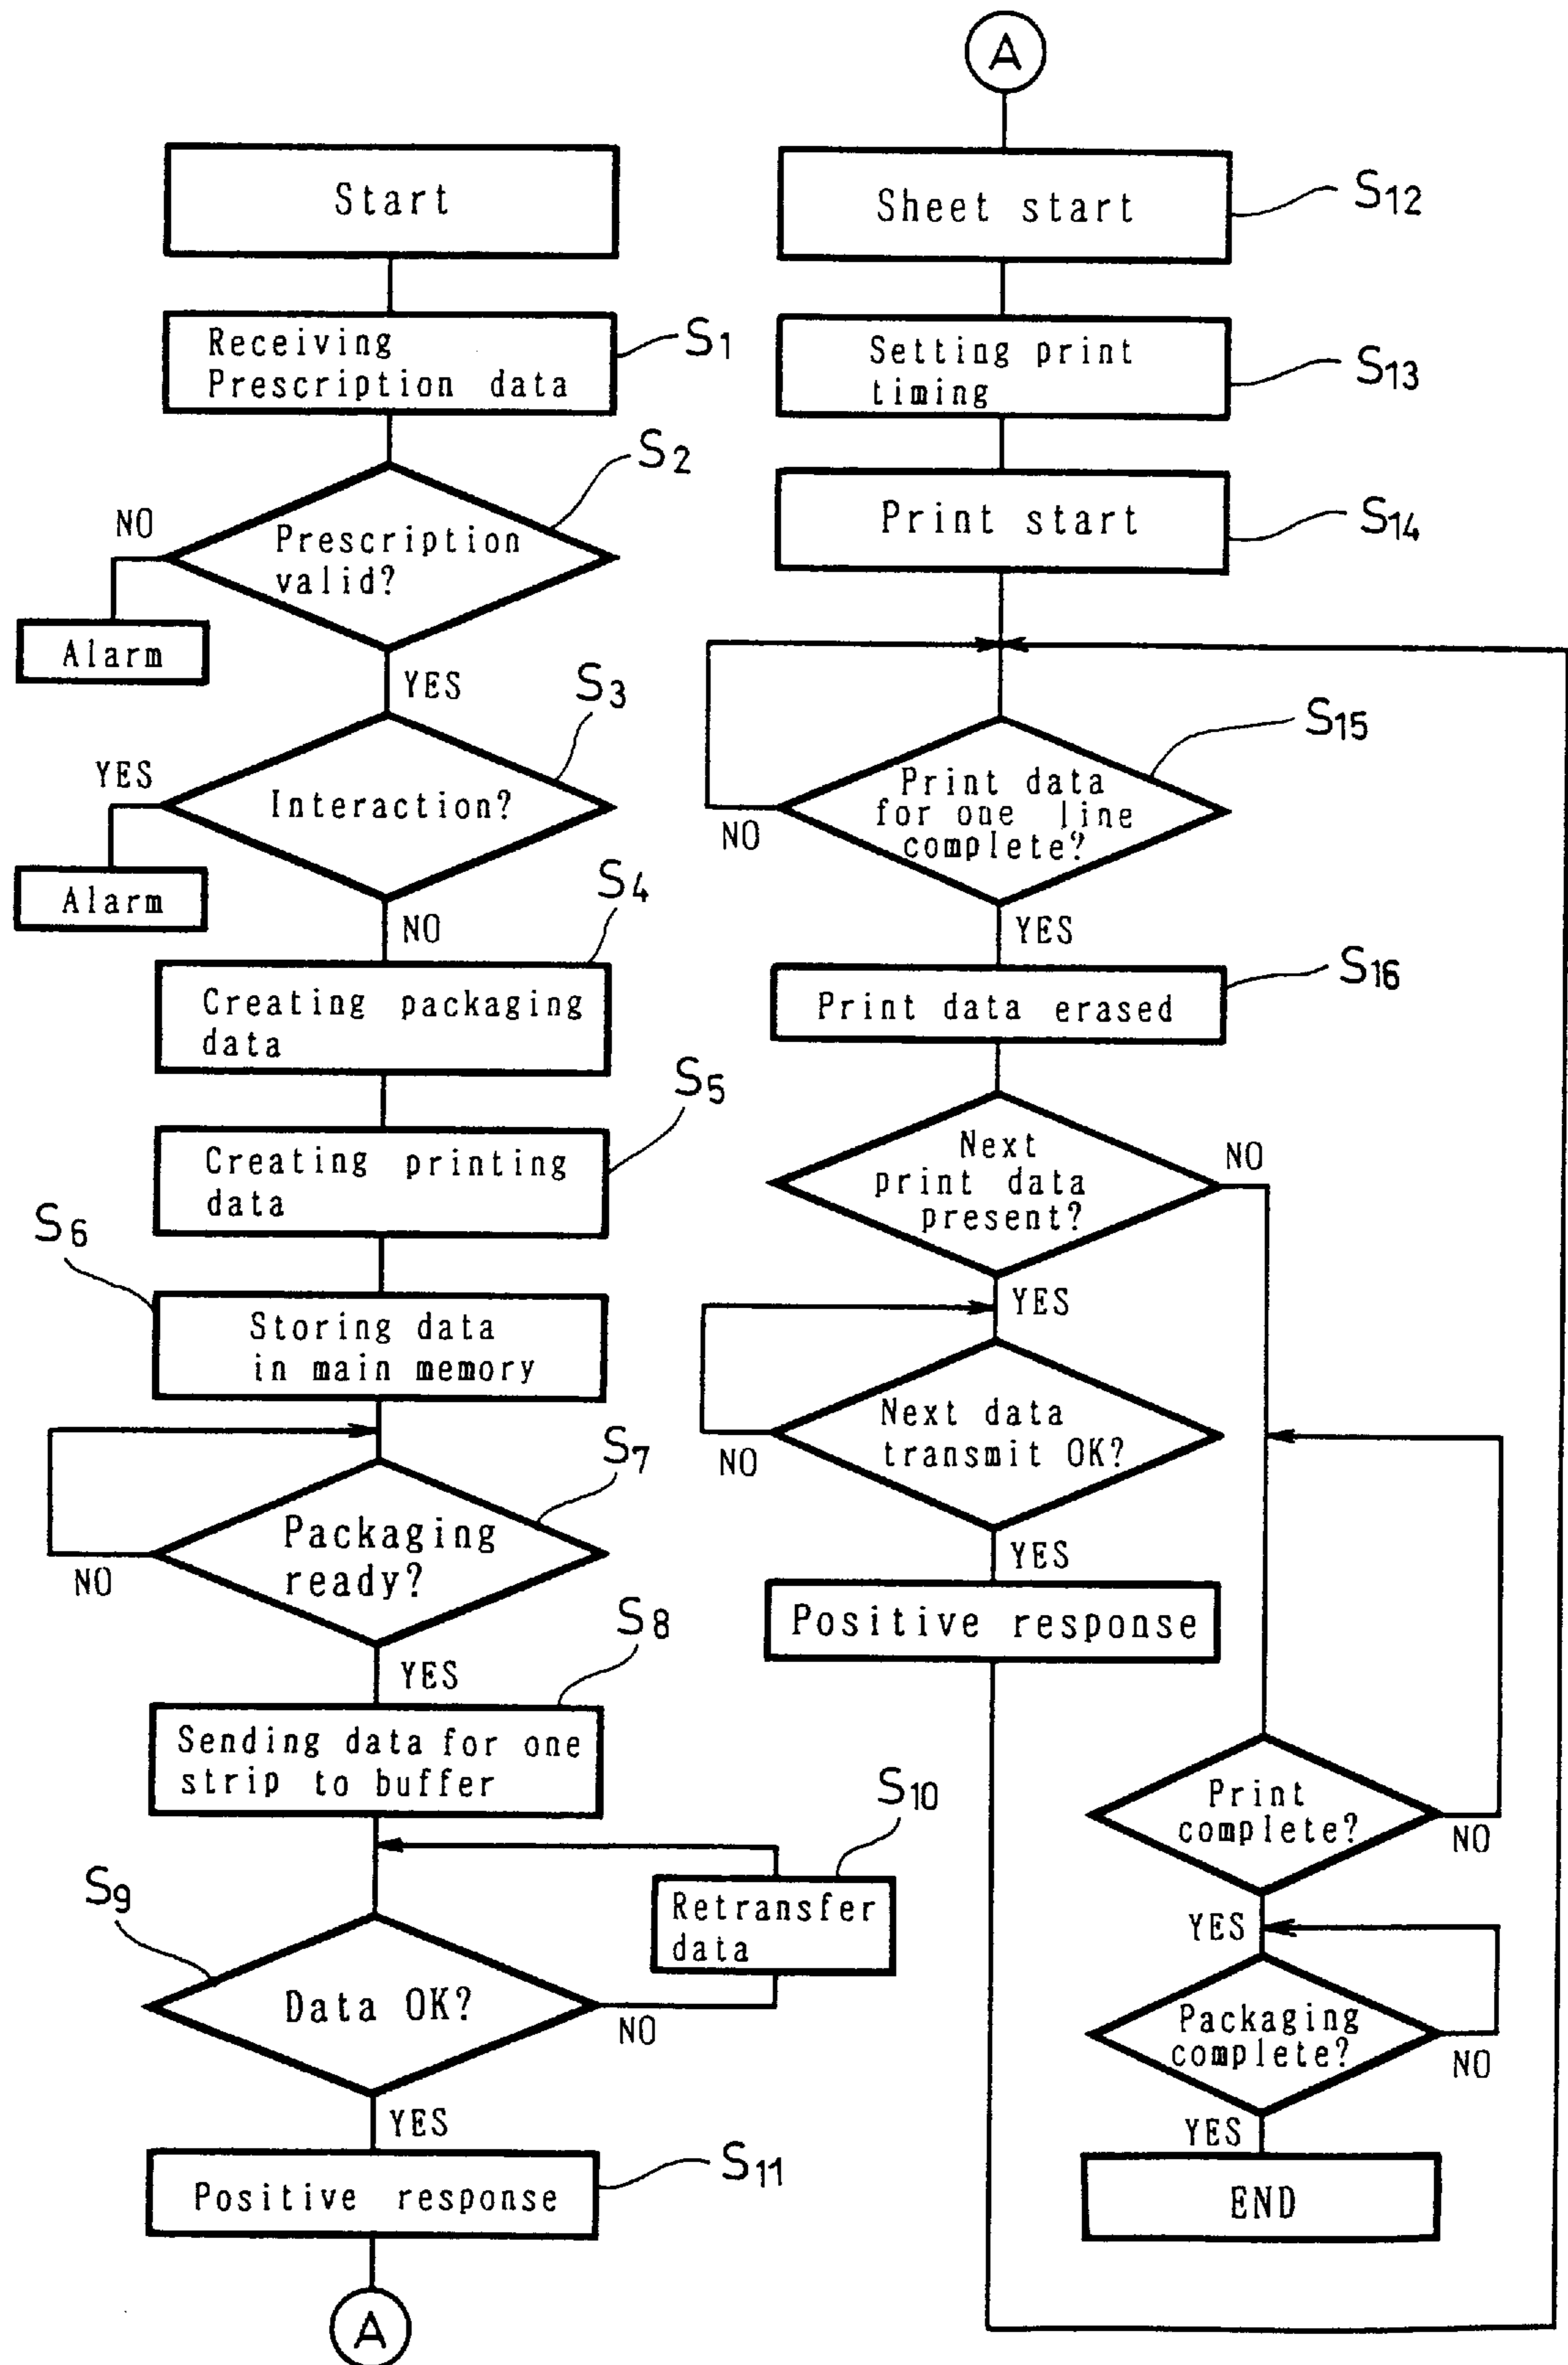 Start
Receiving
Prescription data
S1
S2
NO
Prescription
valid?
Alarm
YES
S3
YES
Interaction?
Alarm
NO
S4
Creating packaging
data
S5
Creating printing
data
S6
Storing data
in main memory
S7
Packaging
ready?
NO
YES
S8
Sending data for one
strip to buffer
S10
Retransfer
data
S9
Data OK?
NO
YES
Positive response
S11
A
A
Sheet start
S12
Setting print
timing
S13
Print start
S14
S15
Print data
for one line
complete?
NO
YES
S16
Print data erased
Next
print data
present?
NO
YES
Next data
transmit OK?
NO
YES
Positive response
Print
complete?
NO
YES
Packaging
complete?
NO
YES
END